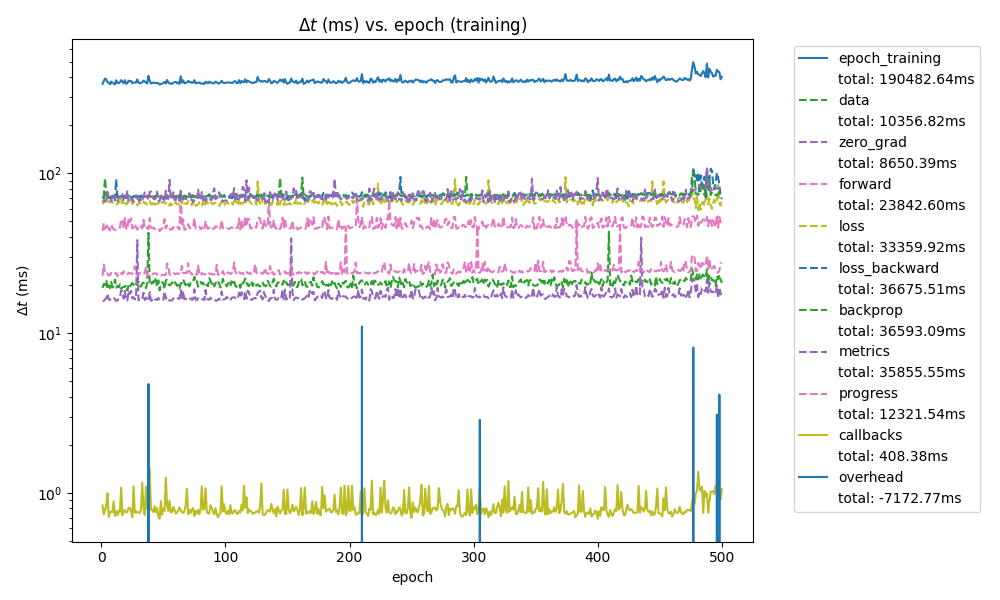 Δt (ms) vs. epoch (training)
Δt (ms)
10²
10¹
10⁰
0
100
200
300
400
500
epoch
epoch_training
total: 190482.64ms
data
total: 10356.82ms
zero_grad
total: 8650.39ms
forward
total: 23842.60ms
loss
total: 33359.92ms
loss_backward
total: 36675.51ms
backprop
total: 36593.09ms
metrics
total: 35855.55ms
progress
total: 12321.54ms
callbacks
total: 408.38ms
overhead
total: -7172.77ms